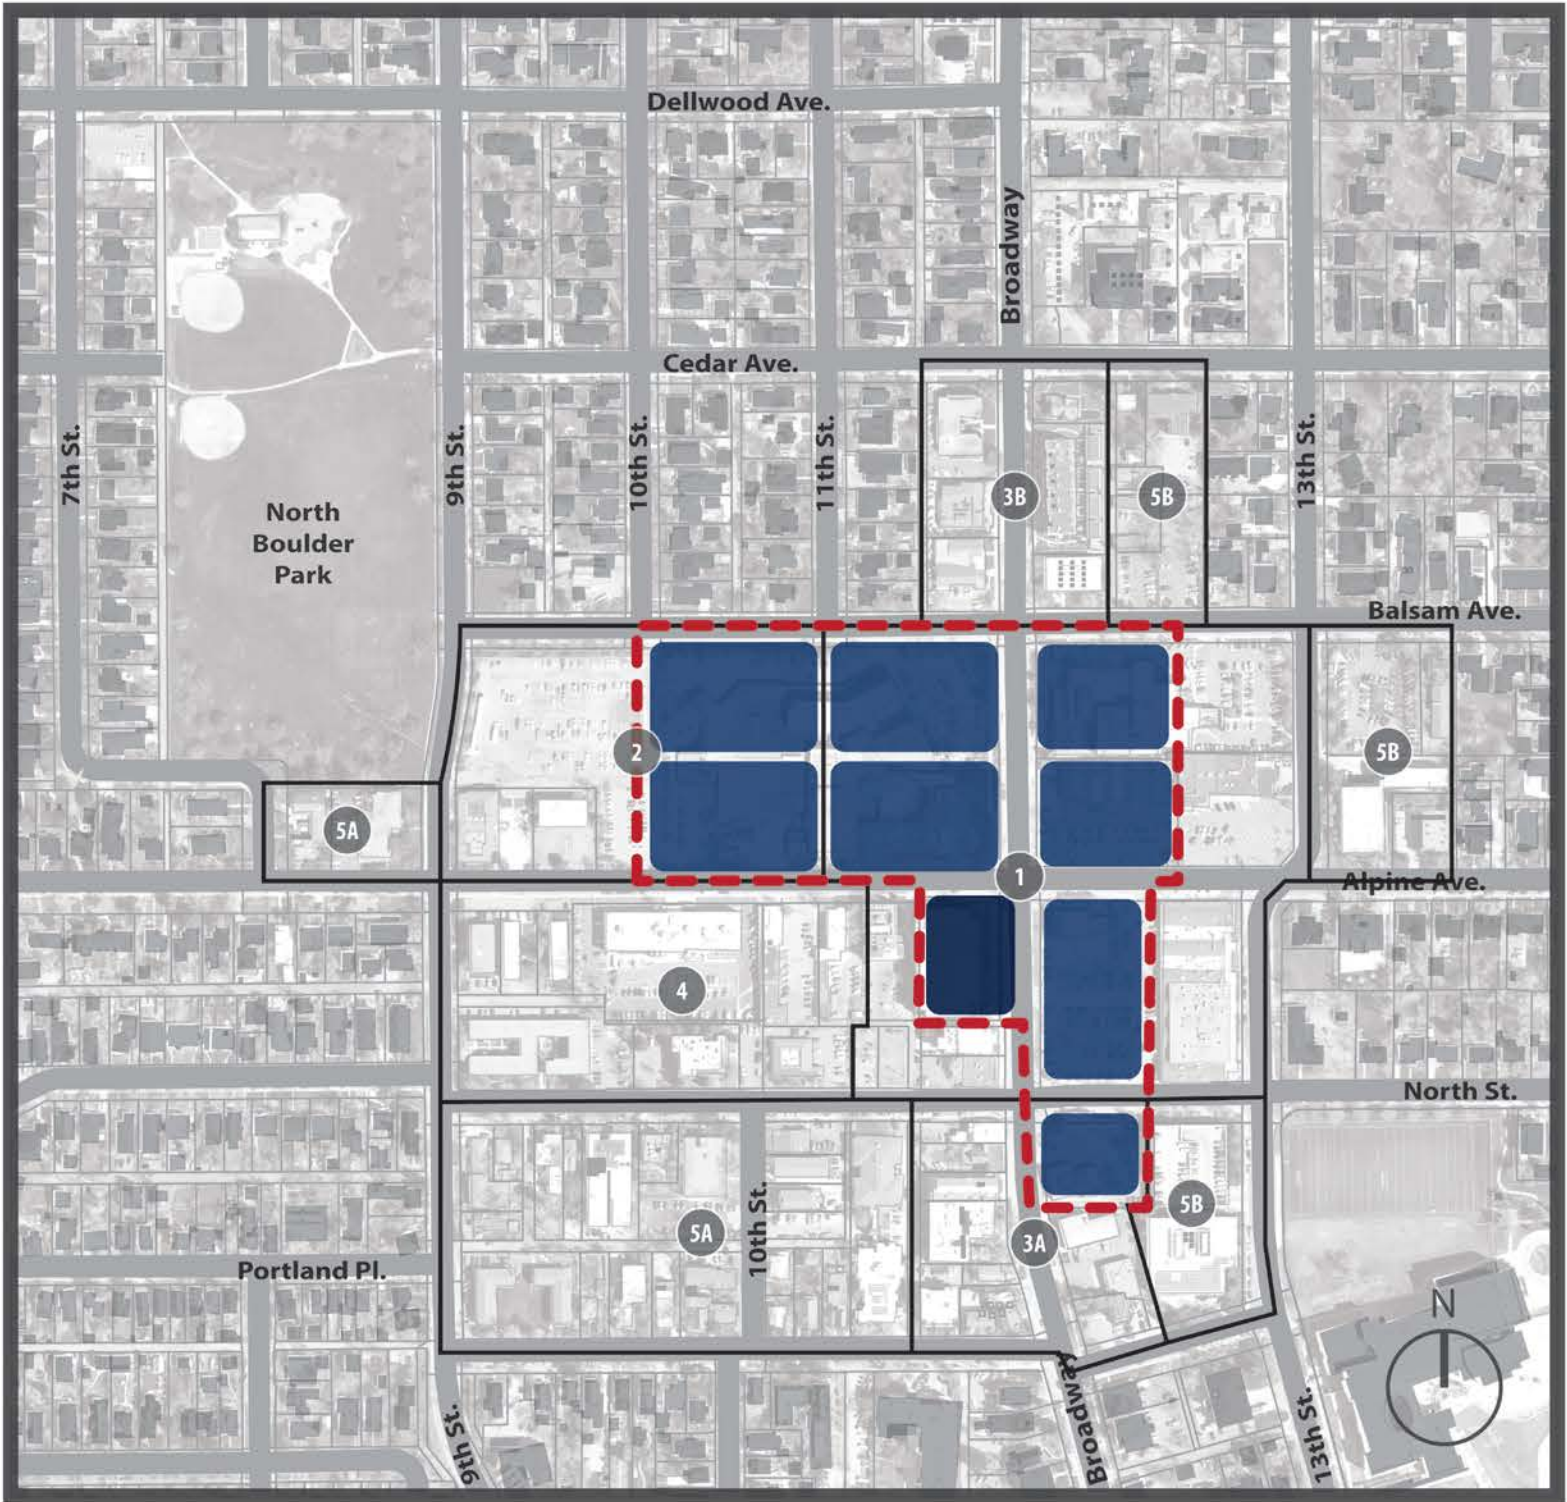 Dellwood Ave.
Broadway
Cedar Ave.
7th St.
9th St.
10th St.
11th St.
13th St.
3B
5B
North
Boulder
Park
Balsam Ave.
2
5B
5A
1
Alpine Ave.
4
North St.
5A
10th St.
3A
5B
Portland Pl.
N
9th St.
Broadway
13th St.